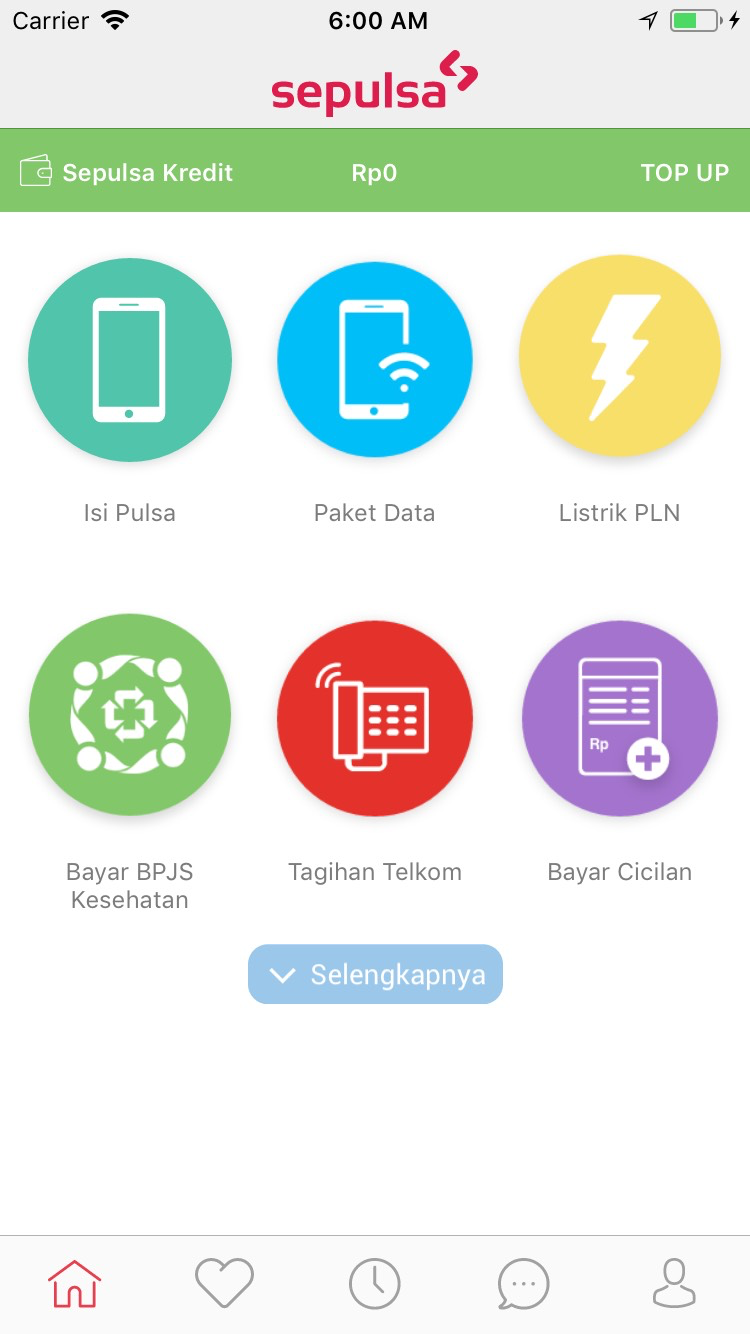 Carrier 6:00 AM
sepulsa
Sepulsa Kredit Rp0 TOP UP
Isi Pulsa Paket Data Listrik PLN
Rp
Bayar BPJS
Kesehatan
Tagihan Telkom
Bayar Cicilan
Selengkapnya